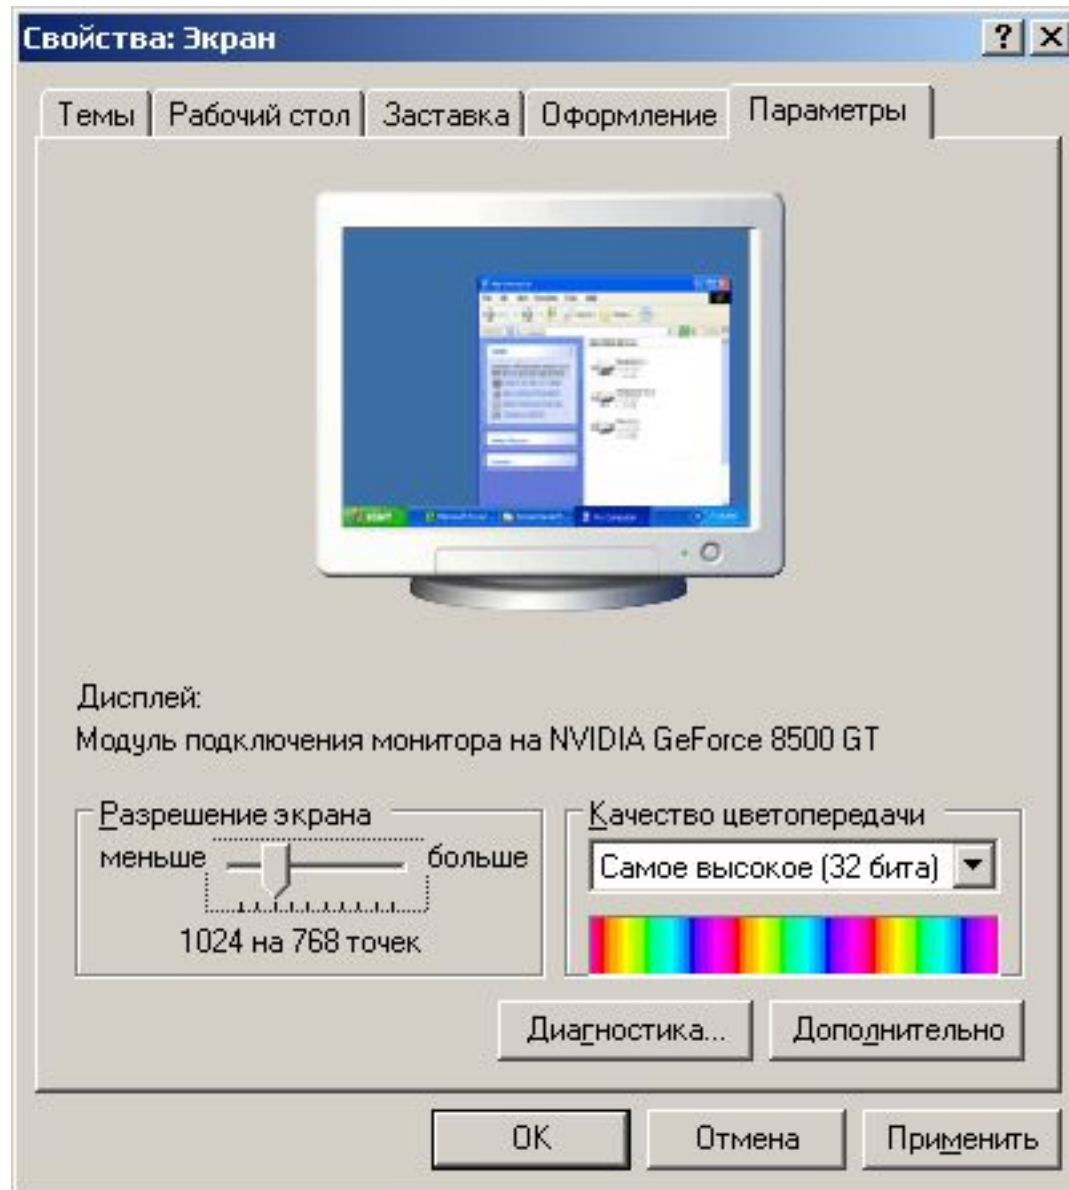 Свойства: Экран
Темы Рабочий стол Заставка Оформление Параметры
Дисплей:
Модуль подключения монитора на NVIDIA GeForce 8500 GT
Разрешение экрана
меньше больше
1024 на 768 точек
Качество цветопередачи
Самое высокое (32 бита)
Диагностика... Дополнительно
OK Отмена Применить